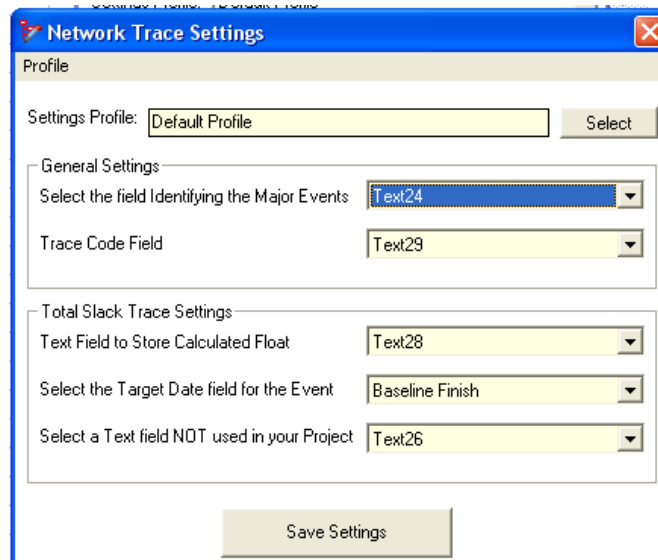 Network Trace Settings
Profile
Settings Profile: Default Profile Select
General Settings
Select the field Identifying the Major Events Text24
Trace Code Field Text29
Total Slack Trace Settings
Text Field to Store Calculated Float Text28
Select the Target Date field for the Event Baseline Finish
Select a Text field NOT used in your Project Text26
Save Settings